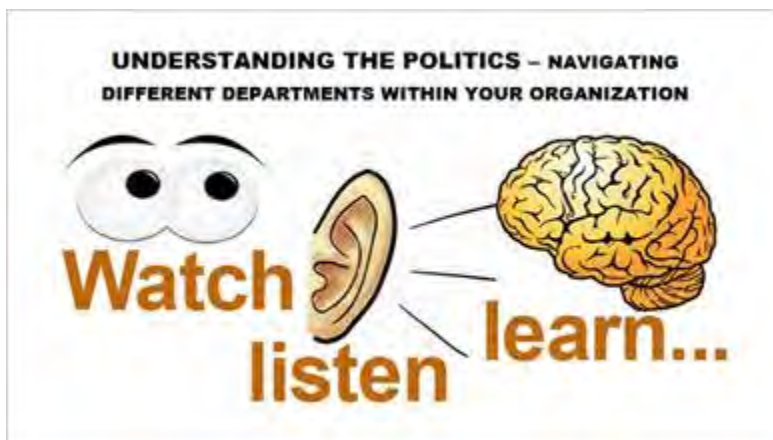 UNDERSTANDING THE POLITICS – NAVIGATING
DIFFERENT DEPARTMENTS WITHIN YOUR ORGANIZATION
Watch
listen
learn...